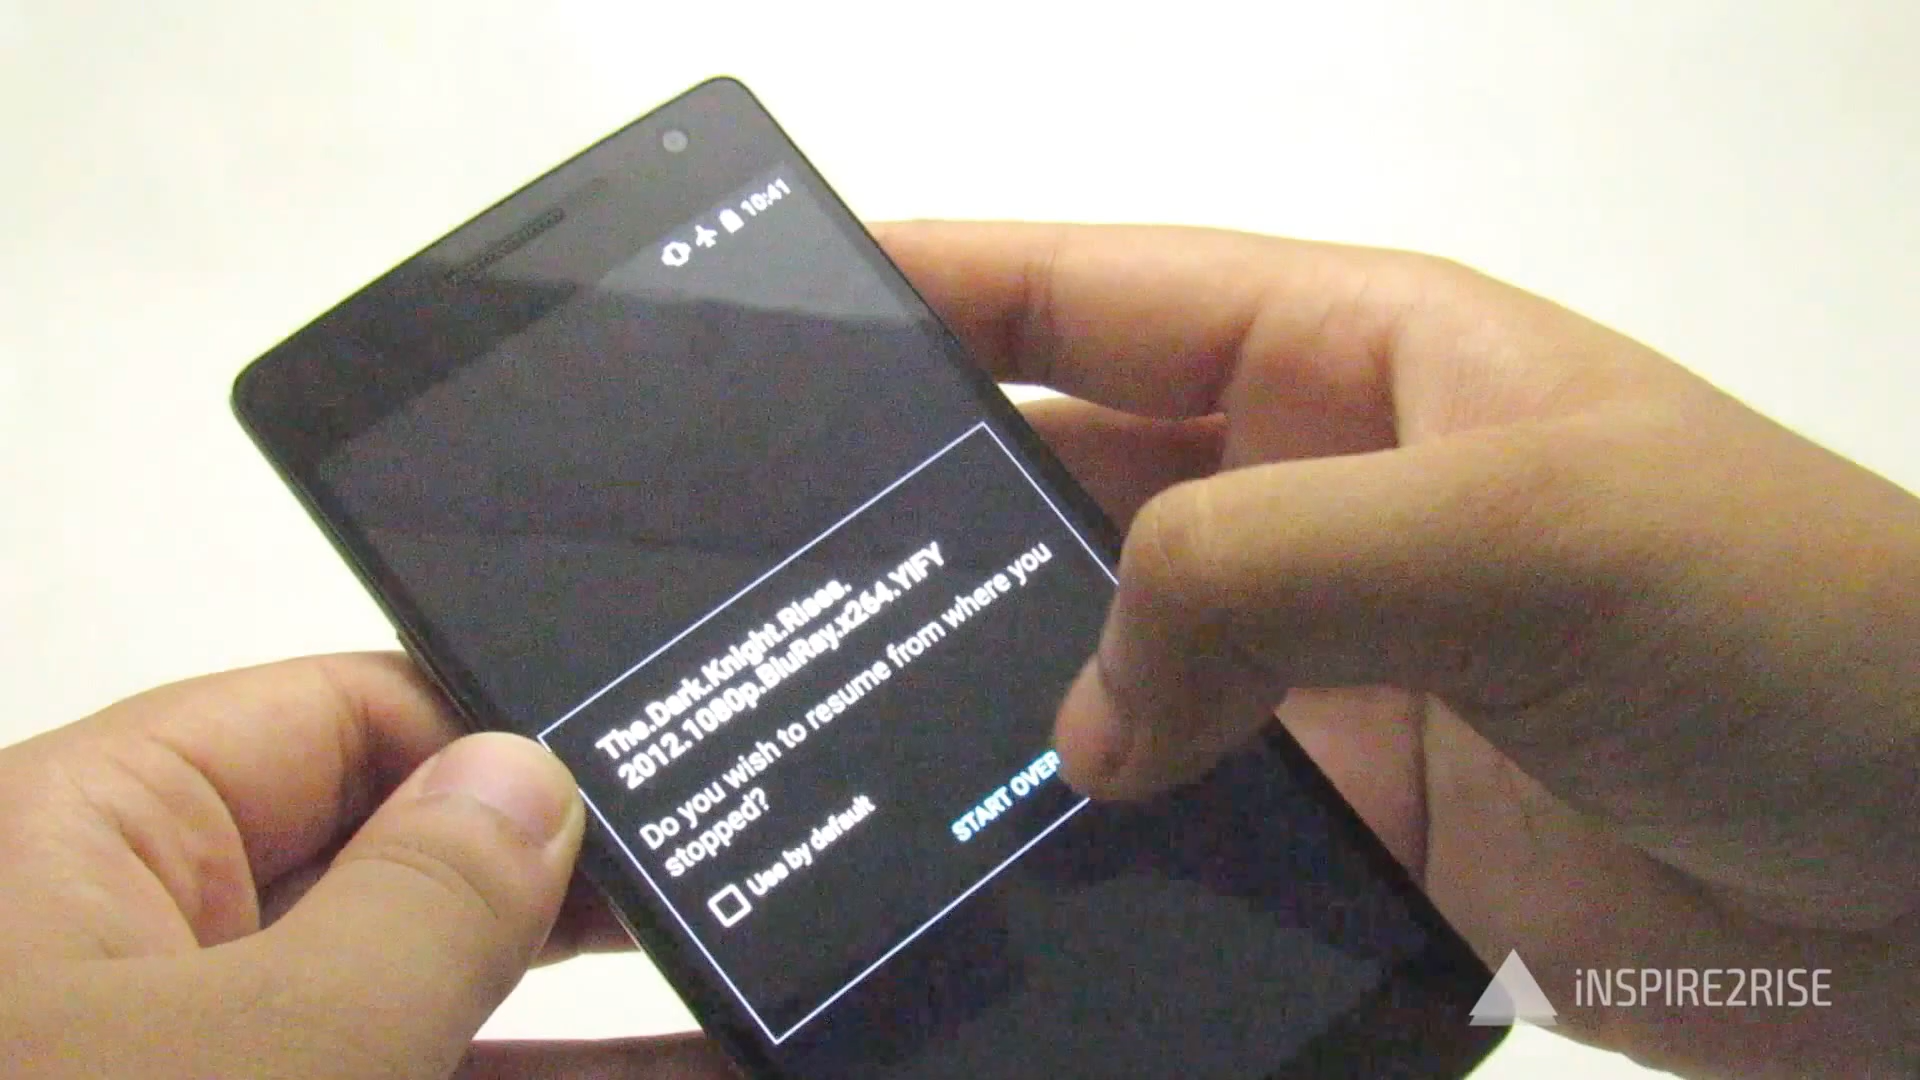 10:41
The.Dark.Knight.Rises.
2012.1080p.BluRay.x264.YIFY
Do you wish to resume from where you
stopped?
Use by default
START OVER
iNSPIRE2RISE